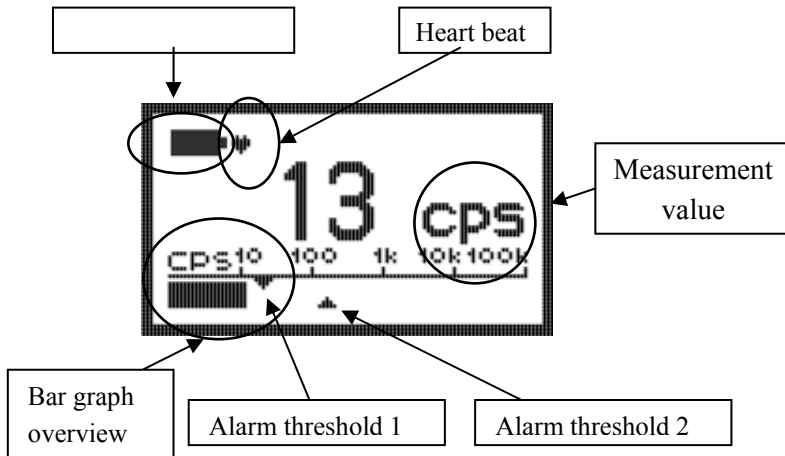 Heart beat
13
cps
Measurement
value
CPS 10 100 1k 10k 100k
Bar graph
overview
Alarm threshold 1
Alarm threshold 2